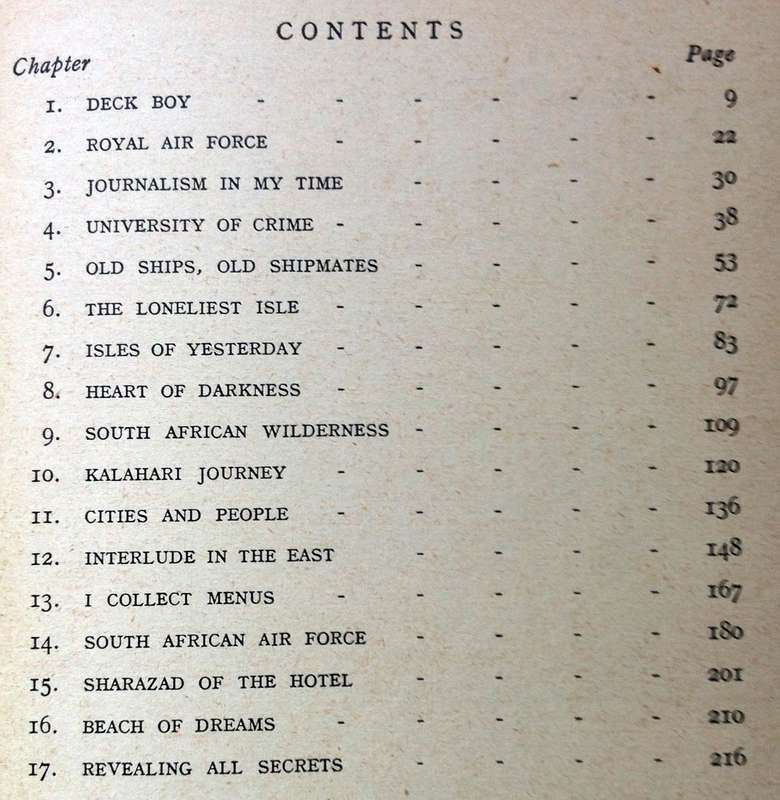 CONTENTS
Chapter Page
1. DECK BOY - - - - - - 9
2. ROYAL AIR FORCE - - - - - 22
3. JOURNALISM IN MY TIME - - - - 30
4. UNIVERSITY OF CRIME - - - - - 38
5. OLD SHIPS, OLD SHIPMATES - - - - 53
6. THE LONELIEST ISLE - - - - - 72
7. ISLES OF YESTERDAY - - - - - 83
8. HEART OF DARKNESS - - - - - 97
9. SOUTH AFRICAN WILDERNESS - - - - 109
10. KALAHARI JOURNEY - - - - - 120
11. CITIES AND PEOPLE - - - - - 136
12. INTERLUDE IN THE EAST - - - - 148
13. I COLLECT MENUS - - - - - 167
14. SOUTH AFRICAN AIR FORCE - - - - 180
15. SHARAZAD OF THE HOTEL - - - - 201
16. BEACH OF DREAMS - - - - - 210
17. REVEALING ALL SECRETS - - - - 216